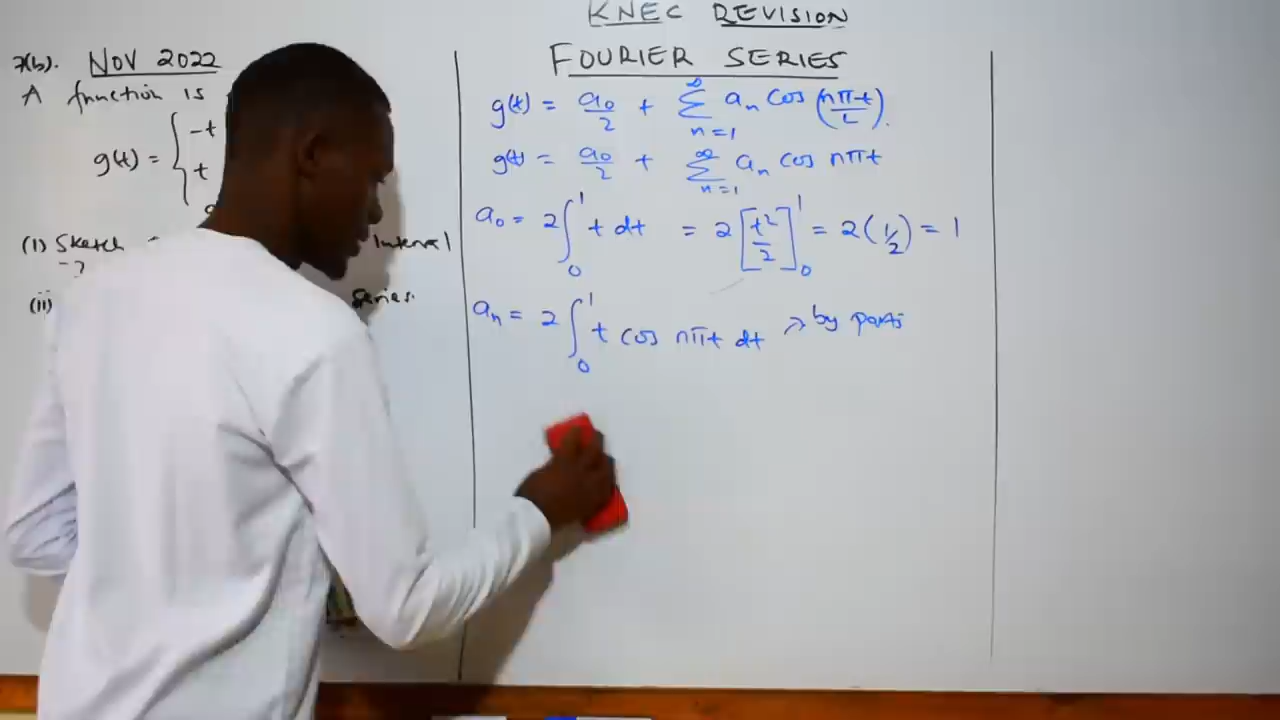 KNEC REVISION
FOURIER SERIES
7(b). NOV 2022
A function is
g(t) = { -t
t
(i) Sketch interval
(ii) series.
g(t) = a₀/2 + ∑_{n=1}^{∞} aₙ cos (nπt/L).
g(t) = a₀/2 + ∑_{n=1}^{∞} aₙ cos nπt
a₀ = 2∫₀¹ t dt = 2[t²/2]₀¹ = 2(1/2) = 1
aₙ = 2∫₀¹ t cos nπt dt → by parts